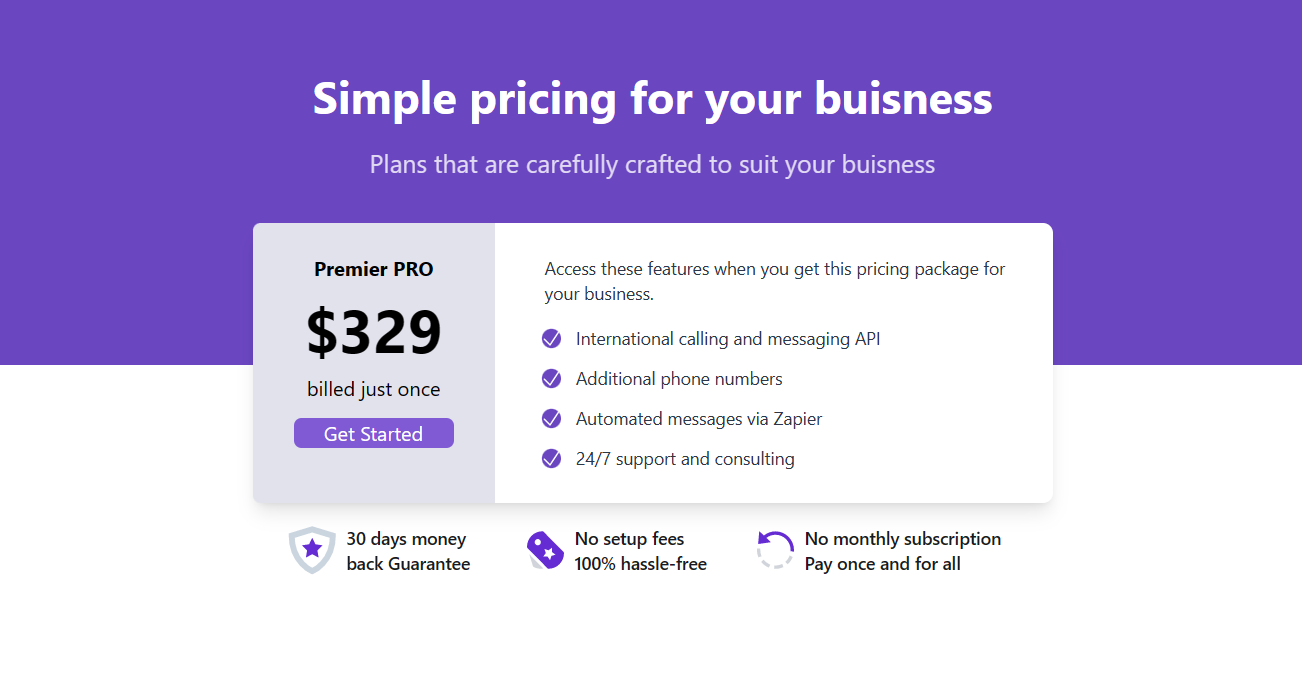 Simple pricing for your buisness
Plans that are carefully crafted to suit your buisness
Premier PRO
$329
billed just once
Get Started
Access these features when you get this pricing package for
your business.
International calling and messaging API
Additional phone numbers
Automated messages via Zapier
24/7 support and consulting
30 days money
back Guarantee
No setup fees
100% hassle-free
No monthly subscription
Pay once and for all